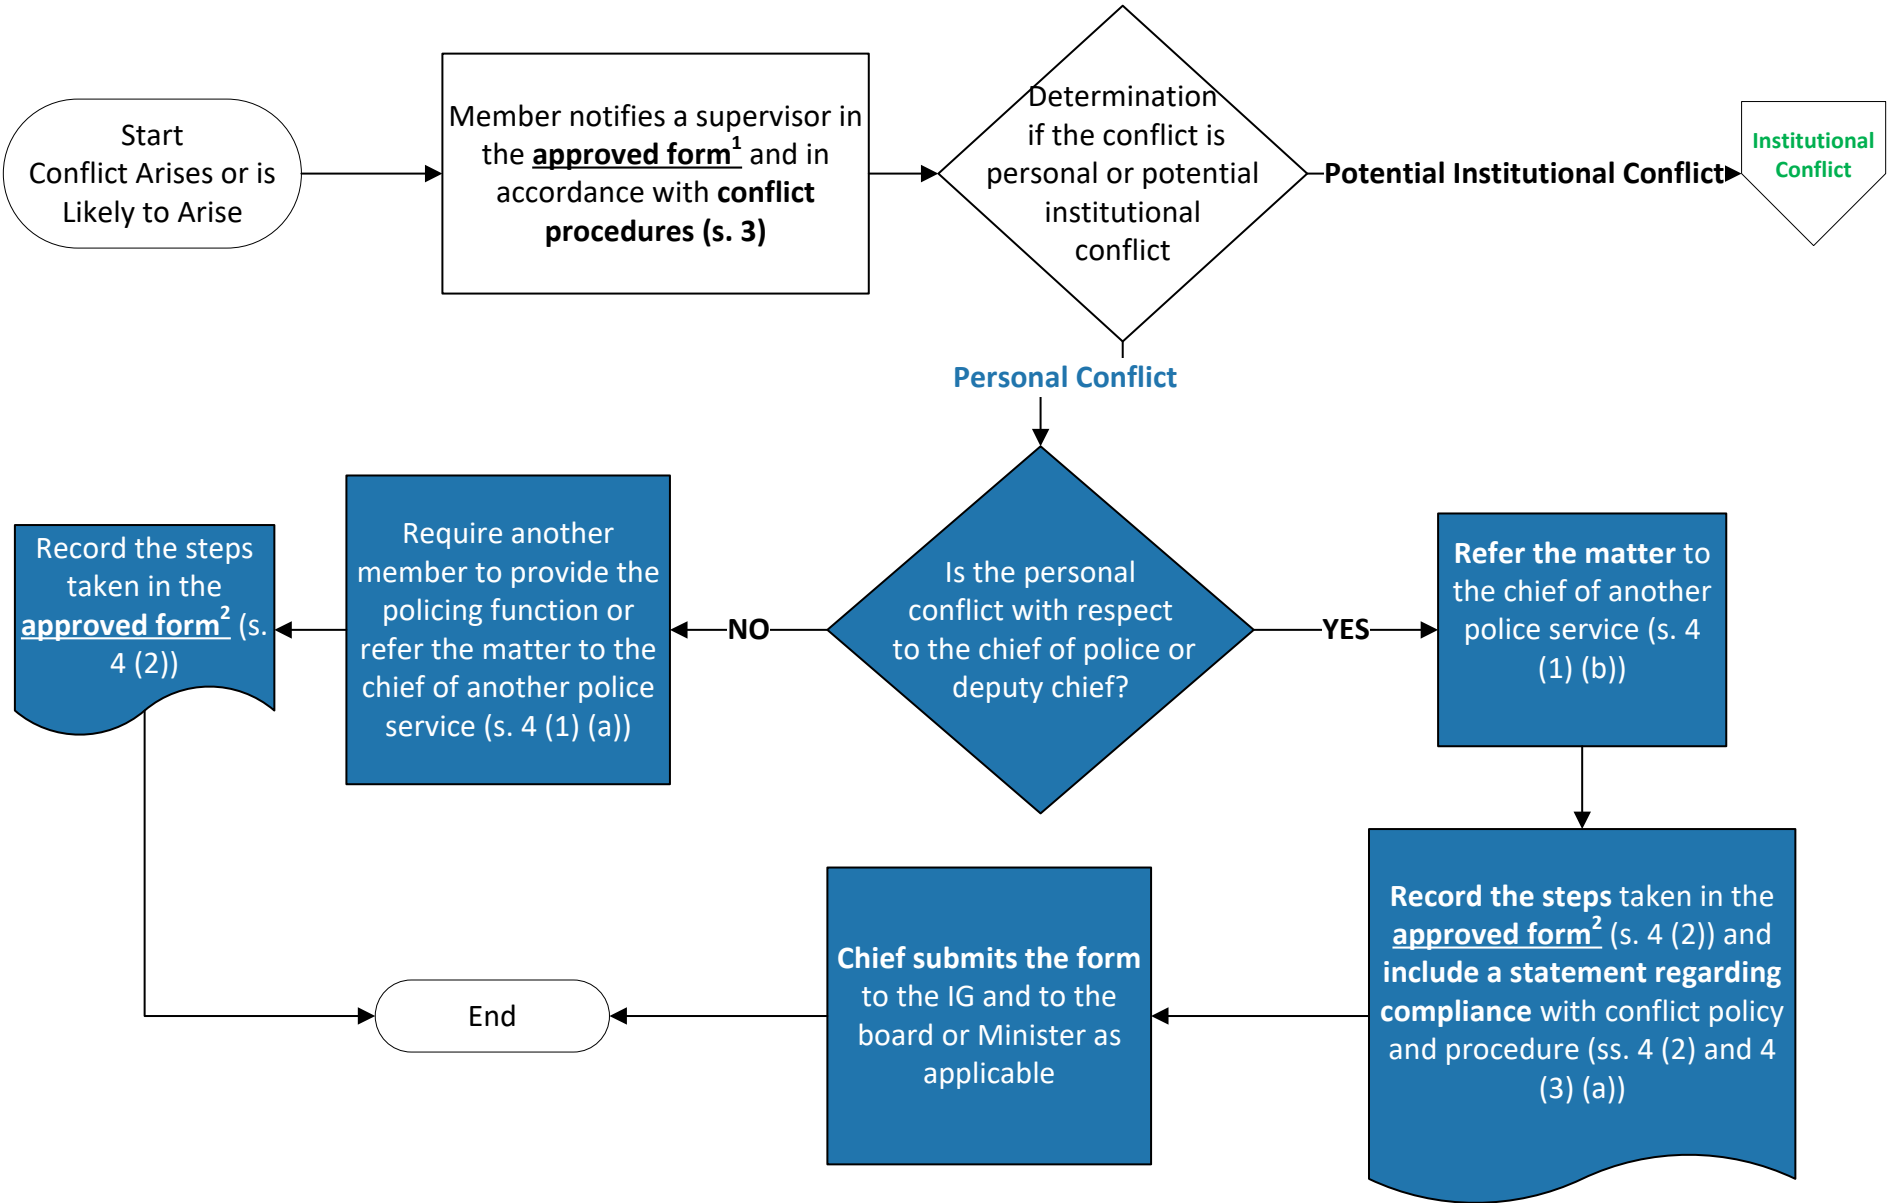 Start
Conflict Arises or is
Likely to Arise
Member notifies a supervisor in
the approved form1 and in
accordance with conflict
procedures (s. 3)
Determination
if the conflict is
personal or potential
institutional
conflict
Potential Institutional Conflict
Institutional
Conflict
Personal Conflict
Record the steps
taken in the
approved form2 (s.
4 (2))
Require another
member to provide the
policing function or
refer the matter to the
chief of another police
service (s. 4 (1) (a))
NO
Is the personal
conflict with respect
to the chief of police or
deputy chief?
YES
Refer the matter to
the chief of another
police service (s. 4
(1) (b))
Record the steps taken in the
approved form2 (s. 4 (2)) and
include a statement regarding
compliance with conflict policy
and procedure (ss. 4 (2) and 4
(3) (a))
Chief submits the form
to the IG and to the
board or Minister as
applicable
End